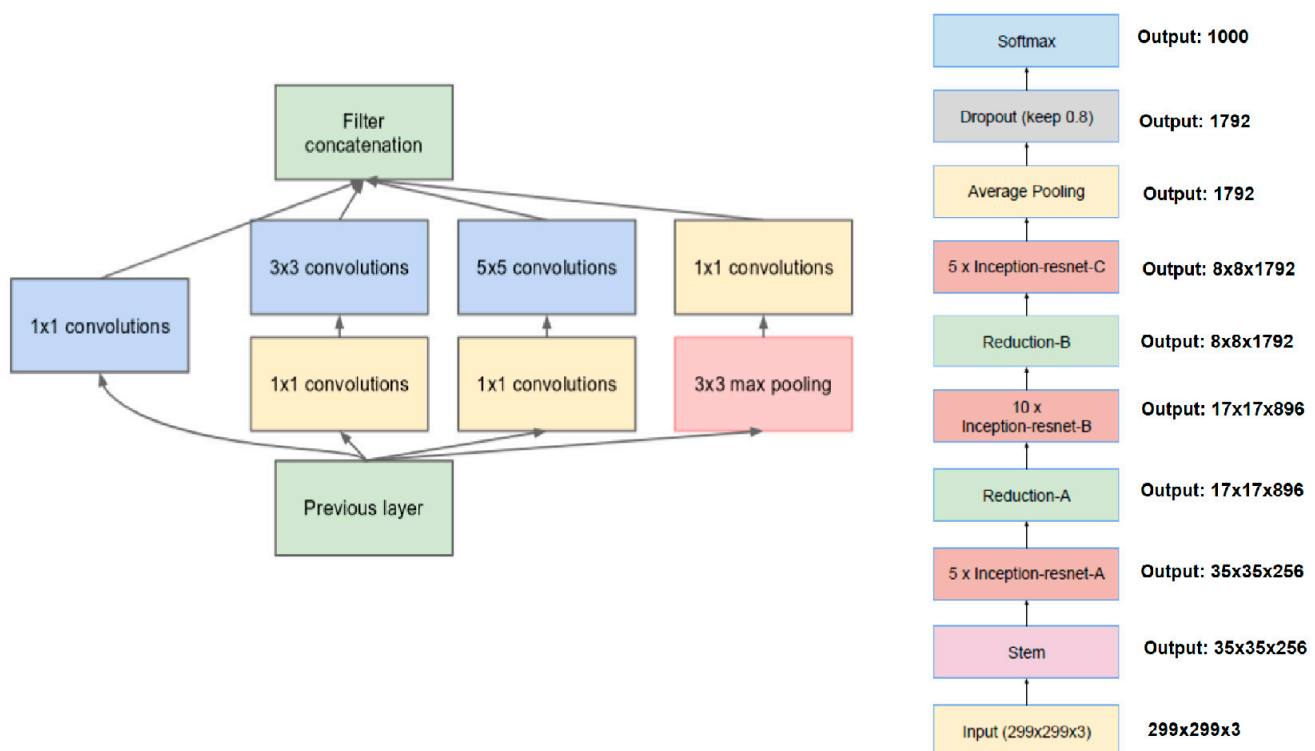 Filter
concatenation
3x3 convolutions
5x5 convolutions
1x1 convolutions
1x1 convolutions
1x1 convolutions
1x1 convolutions
3x3 max pooling
Previous layer
Softmax
Output: 1000
Dropout (keep 0.8)
Output: 1792
Average Pooling
Output: 1792
5 x Inception-resnet-C
Output: 8x8x1792
Reduction-B
Output: 8x8x1792
10 x
Inception-resnet-B
Output: 17x17x896
Reduction-A
Output: 17x17x896
5 x Inception-resnet-A
Output: 35x35x256
Stem
Output: 35x35x256
Input (299x299x3)
299x299x3